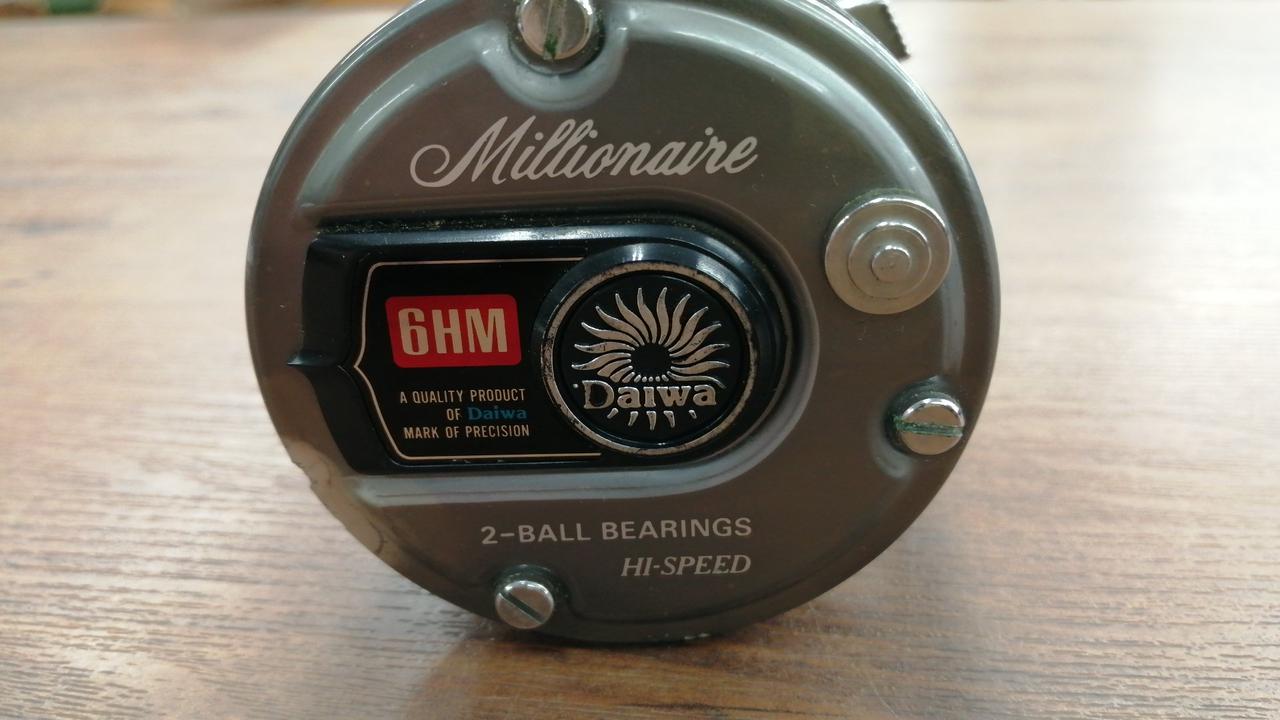 Millionaire
6HM
A QUALITY PRODUCT
OF Daiwa
MARK OF PRECISION
Daiwa
2-BALL BEARINGS
HI-SPEED